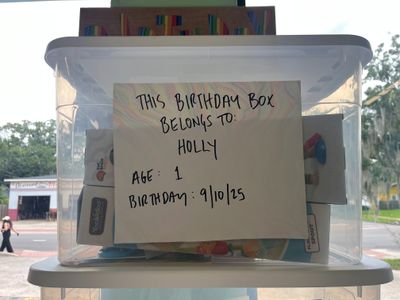 THIS BIRTHDAY BOX
BELONGS TO:
HOLLY
AGE: 1
BIRTHDAY: 9/10/25